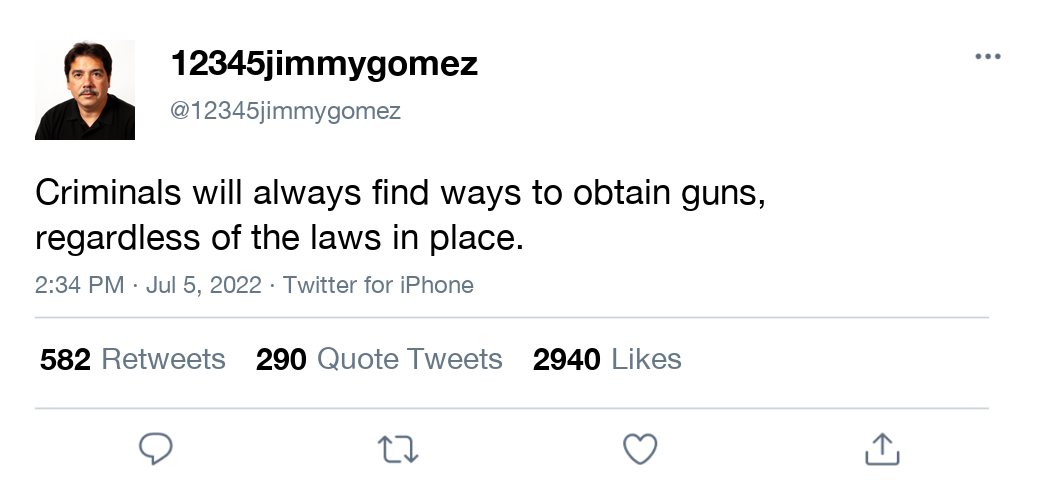 12345jimmygomez
@12345jimmygomez
Criminals will always find ways to obtain guns,
regardless of the laws in place.
2:34 PM · Jul 5, 2022 · Twitter for iPhone
582 Retweets 290 Quote Tweets 2940 Likes